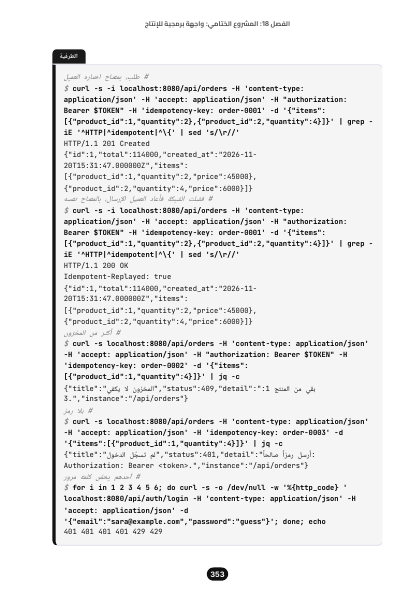 الفصل 18: المشروع الختامي: واجهة برمجية للإنتاج
الطرفية
# طلب، بمفتاح اختاره العميل
$ curl -s -i localhost:8080/api/orders -H 'content-type:
application/json' -H 'accept: application/json' -H "authorization:
Bearer $TOKEN" -H 'idempotency-key: order-0001' -d '{"items":
[{"product_id":1,"quantity":2},{"product_id":2,"quantity":4}]}' | grep -
iE '^HTTP|^idempotent|^\{' | sed 's/\r//'
HTTP/1.1 201 Created
{"id":1,"total":114000,"created_at":"2026-11-
20T15:31:47.000000Z","items":
[{"product_id":1,"quantity":2,"price":45000},
{"product_id":2,"quantity":4,"price":6000}]}
# فشلت الشبكة فأعاد العميل الإرسال، بالمفتاح نفسه
$ curl -s -i localhost:8080/api/orders -H 'content-type:
application/json' -H 'accept: application/json' -H "authorization:
Bearer $TOKEN" -H 'idempotency-key: order-0001' -d '{"items":
[{"product_id":1,"quantity":2},{"product_id":2,"quantity":4}]}' | grep -
iE '^HTTP|^idempotent|^\{' | sed 's/\r//'
HTTP/1.1 200 OK
Idempotent-Replayed: true
{"id":1,"total":114000,"created_at":"2026-11-
20T15:31:47.000000Z","items":
[{"product_id":1,"quantity":2,"price":45000},
{"product_id":2,"quantity":4,"price":6000}]}
# أكثر من المخزون
$ curl -s localhost:8080/api/orders -H 'content-type: application/json'
-H 'accept: application/json' -H "authorization: Bearer $TOKEN" -H
'idempotency-key: order-0002' -d '{"items":
[{"product_id":1,"quantity":4}]}' | jq -c
{"title":"المخزون لا يكفي","status":409,"detail":"بقي من المنتج 1:
3.","instance":"/api/orders"}
# بلا رمز
$ curl -s localhost:8080/api/orders -H 'content-type: application/json'
-H 'accept: application/json' -H 'idempotency-key: order-0003' -d
'{"items":[{"product_id":1,"quantity":4}]}' | jq -c
{"title":"لم تسجّل الدخول","status":401,"detail":"أرسل رمزاً صالحاً:
Authorization: Bearer <token>.","instance":"/api/orders"}
# أحدهم يخمّن كلمة مرور
$ for i in 1 2 3 4 5 6; do curl -s -o /dev/null -w '%{http_code} '
localhost:8080/api/auth/login -H 'content-type: application/json' -H
'accept: application/json' -d
'{"email":"sara@example.com","password":"guess"}'; done; echo
401 401 401 401 429 429
353